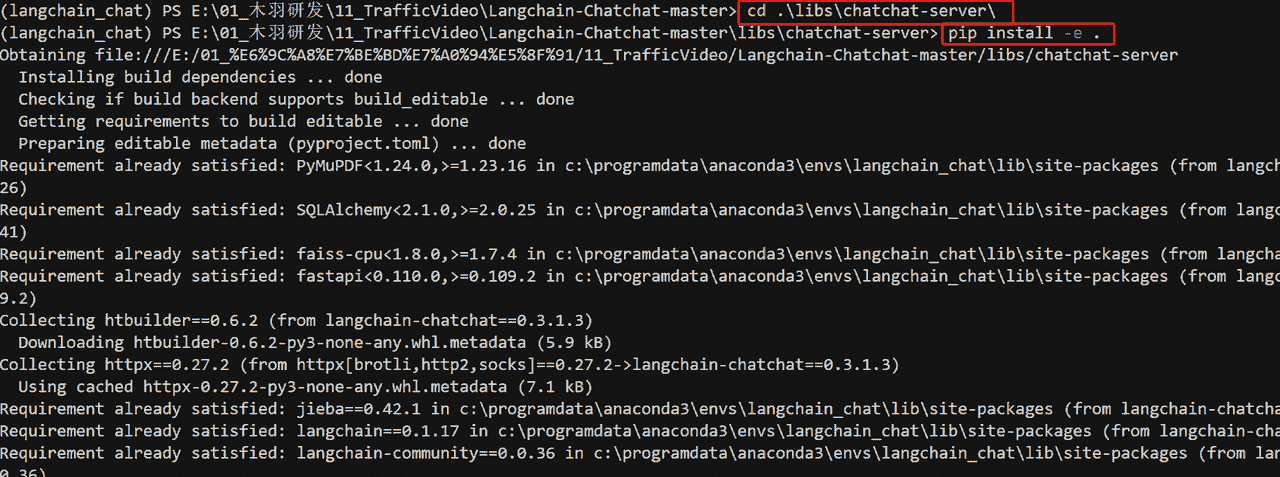 (langchain_chat) PS E:\01_木羽研发\11_TrafficVideo\Langchain-Chatchat-master> cd .\libs\chatchat-server\
(langchain_chat) PS E:\01_木羽研发\11_TrafficVideo\Langchain-Chatchat-master\libs\chatchat-server> pip install -e .
Obtaining file:///E:/01_%E6%9C%A8%E7%BE%BD%E7%A0%94%E5%8F%91/11_TrafficVideo/Langchain-Chatchat-master/libs/chatchat-server
Installing build dependencies ... done
Checking if build backend supports build_editable ... done
Getting requirements to build editable ... done
Preparing editable metadata (pyproject.toml) ... done
Requirement already satisfied: PyMuPDF<1.24.0,>=1.23.16 in c:\programdata\anaconda3\envs\langchain_chat\lib\site-packages (from langch
26)
Requirement already satisfied: SQLAlchemy<2.1.0,>=2.0.25 in c:\programdata\anaconda3\envs\langchain_chat\lib\site-packages (from lang
41)
Requirement already satisfied: faiss-cpu<1.8.0,>=1.7.4 in c:\programdata\anaconda3\envs\langchain_chat\lib\site-packages (from langch
Requirement already satisfied: fastapi<0.110.0,>=0.109.2 in c:\programdata\anaconda3\envs\langchain_chat\lib\site-packages (from lang
9.2)
Collecting htbuilder==0.6.2 (from langchain-chatchat==0.3.1.3)
Downloading htbuilder-0.6.2-py3-none-any.whl.metadata (5.9 kB)
Collecting httpx==0.27.2 (from httpx[brotli,http2,socks]==0.27.2->langchain-chatchat==0.3.1.3)
Using cached httpx-0.27.2-py3-none-any.whl.metadata (7.1 kB)
Requirement already satisfied: jieba==0.42.1 in c:\programdata\anaconda3\envs\langchain_chat\lib\site-packages (from langchain-chatcha
Requirement already satisfied: langchain==0.1.17 in c:\programdata\anaconda3\envs\langchain_chat\lib\site-packages (from langchain-cha
Requirement already satisfied: langchain-community==0.0.36 in c:\programdata\anaconda3\envs\langchain_chat\lib\site-packages (from lan
0.36)